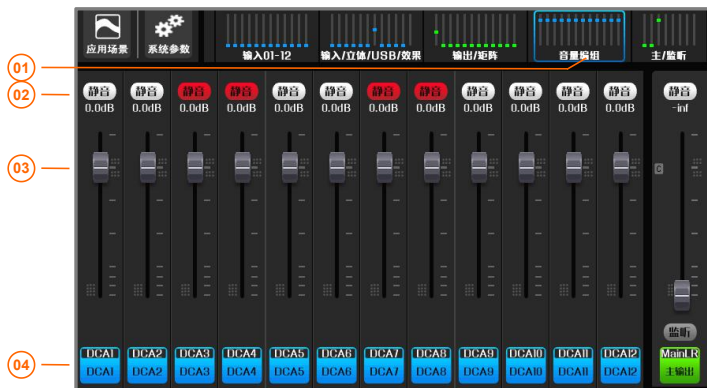 应用场景 系统参数 输入01-12 输入/立体/USB/效果 输出/矩阵 音量编组 主/监听
01
02 静音 静音 静音 静音 静音 静音 静音 静音 静音 静音 静音 静音 静音
0.0dB 0.0dB 0.0dB 0.0dB 0.0dB 0.0dB 0.0dB 0.0dB 0.0dB 0.0dB 0.0dB 0.0dB -inf
03 C
监听
DCA1 DCA2 DCA3 DCA4 DCA5 DCA6 DCA7 DCA8 DCA9 DCA10 DCA11 DCA12 MainLR
04 DCA1 DCA2 DCA3 DCA4 DCA5 DCA6 DCA7 DCA8 DCA9 DCA10 DCA11 DCA12 主输出